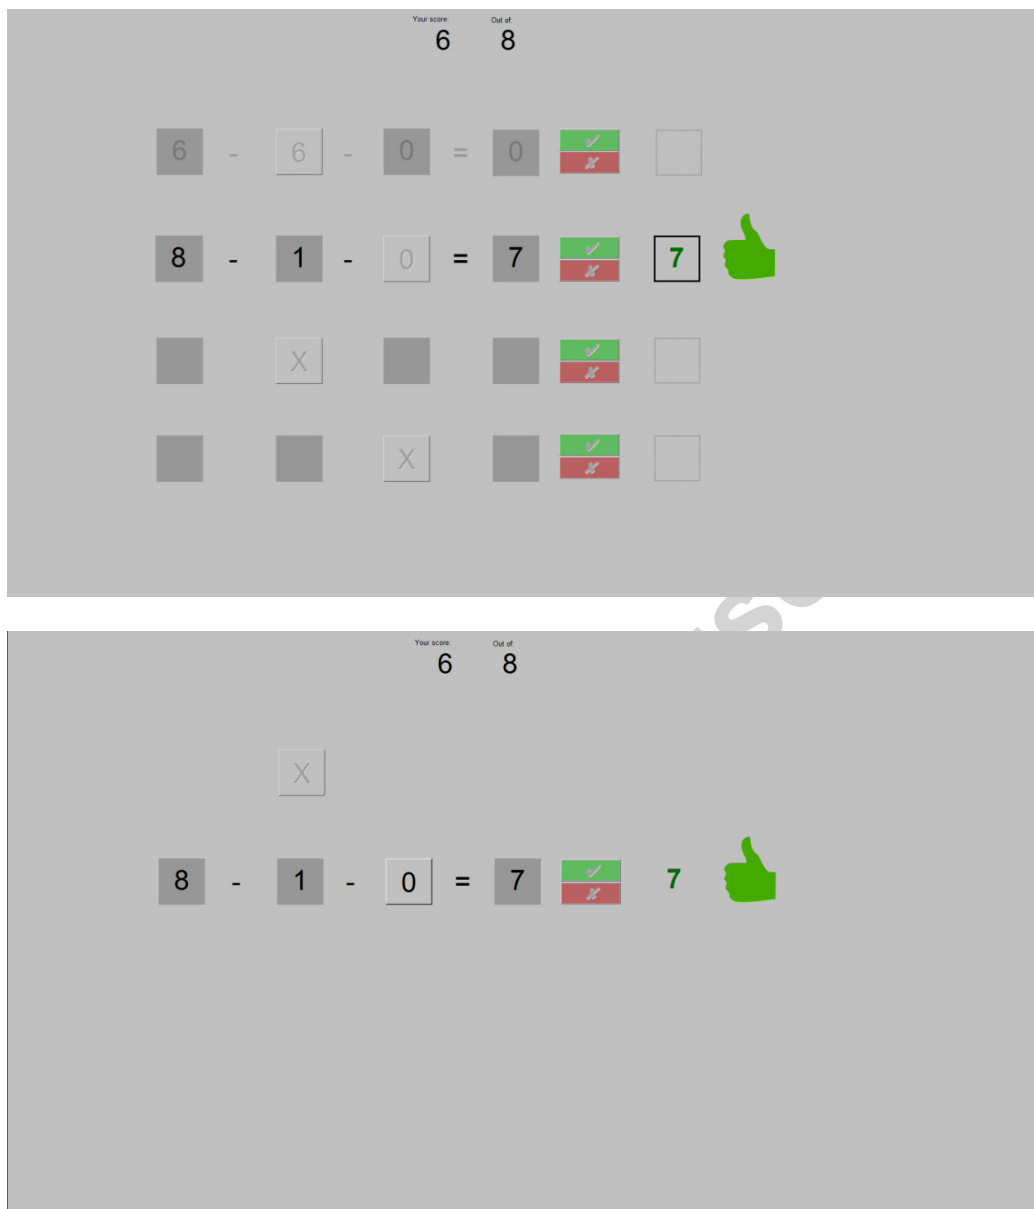 Your score: Out of:
6 8
6 - 6 - 0 = 0 ✔
✘
8 - 1 - 0 = 7 ✔
✘ 7
X ✔
✘
X ✔
✘
Your score: Out of:
6 8
X
8 - 1 - 0 = 7 ✔
✘ 7